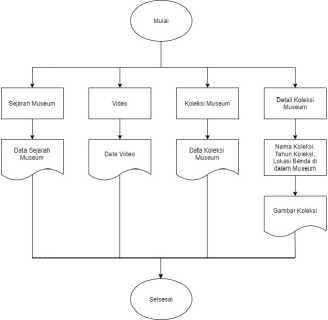 Mulai
Sejarah Museum
Video
Koleksi Museum
Detail Koleksi
Museum
Data Sejarah
Museum
Data Video
Data Koleksi
Museum
Nama Koleksi,
Tahun Koleksi,
Lokasi Benda di
dalam Museum
Gambar Koleksi
Selsesai